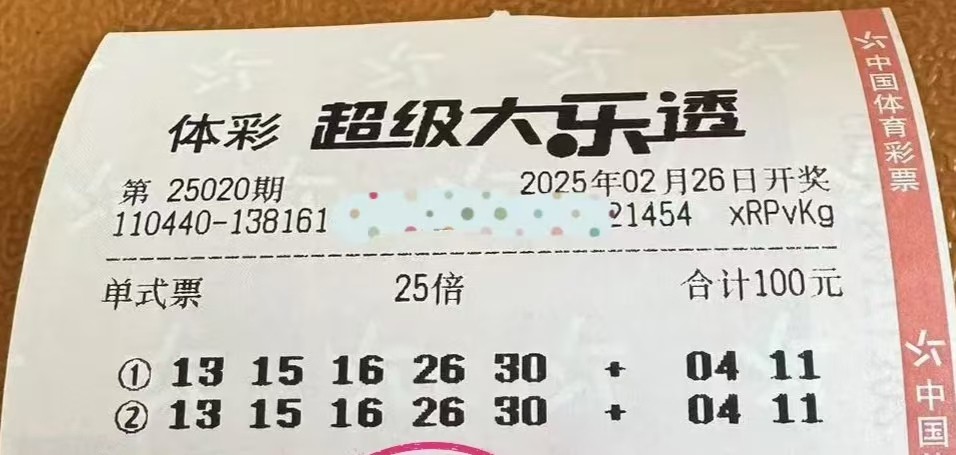 体彩 超级大乐透
第 25020期 2025年02月26日开奖
110440-138161 21454 xRPvKg
单式票 25倍 合计100元
① 13 15 16 26 30 + 04 11
② 13 15 16 26 30 + 04 11
中国体育彩票
中国